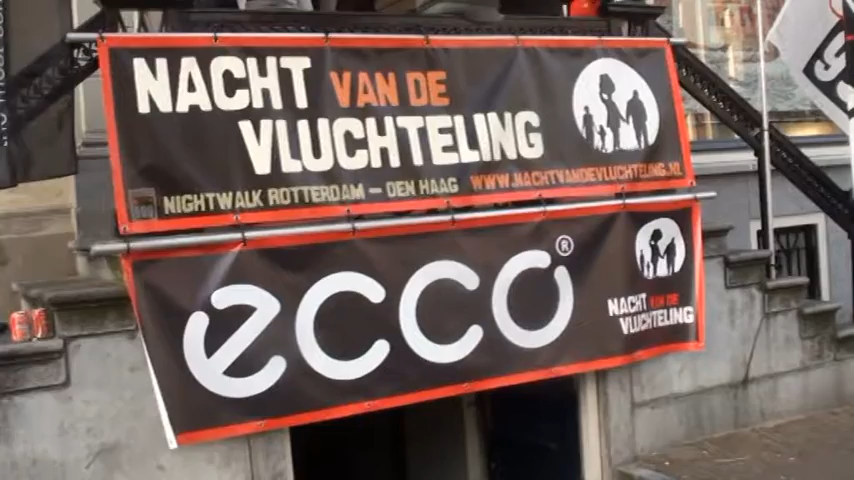 NACHT VAN DE
VLUCHTELING
NIGHTWALK ROTTERDAM – DEN HAAG WWW.NACHTVANDEVLUCHTELING.NL
ecco®
NACHT VAN DE
VLUCHTELING